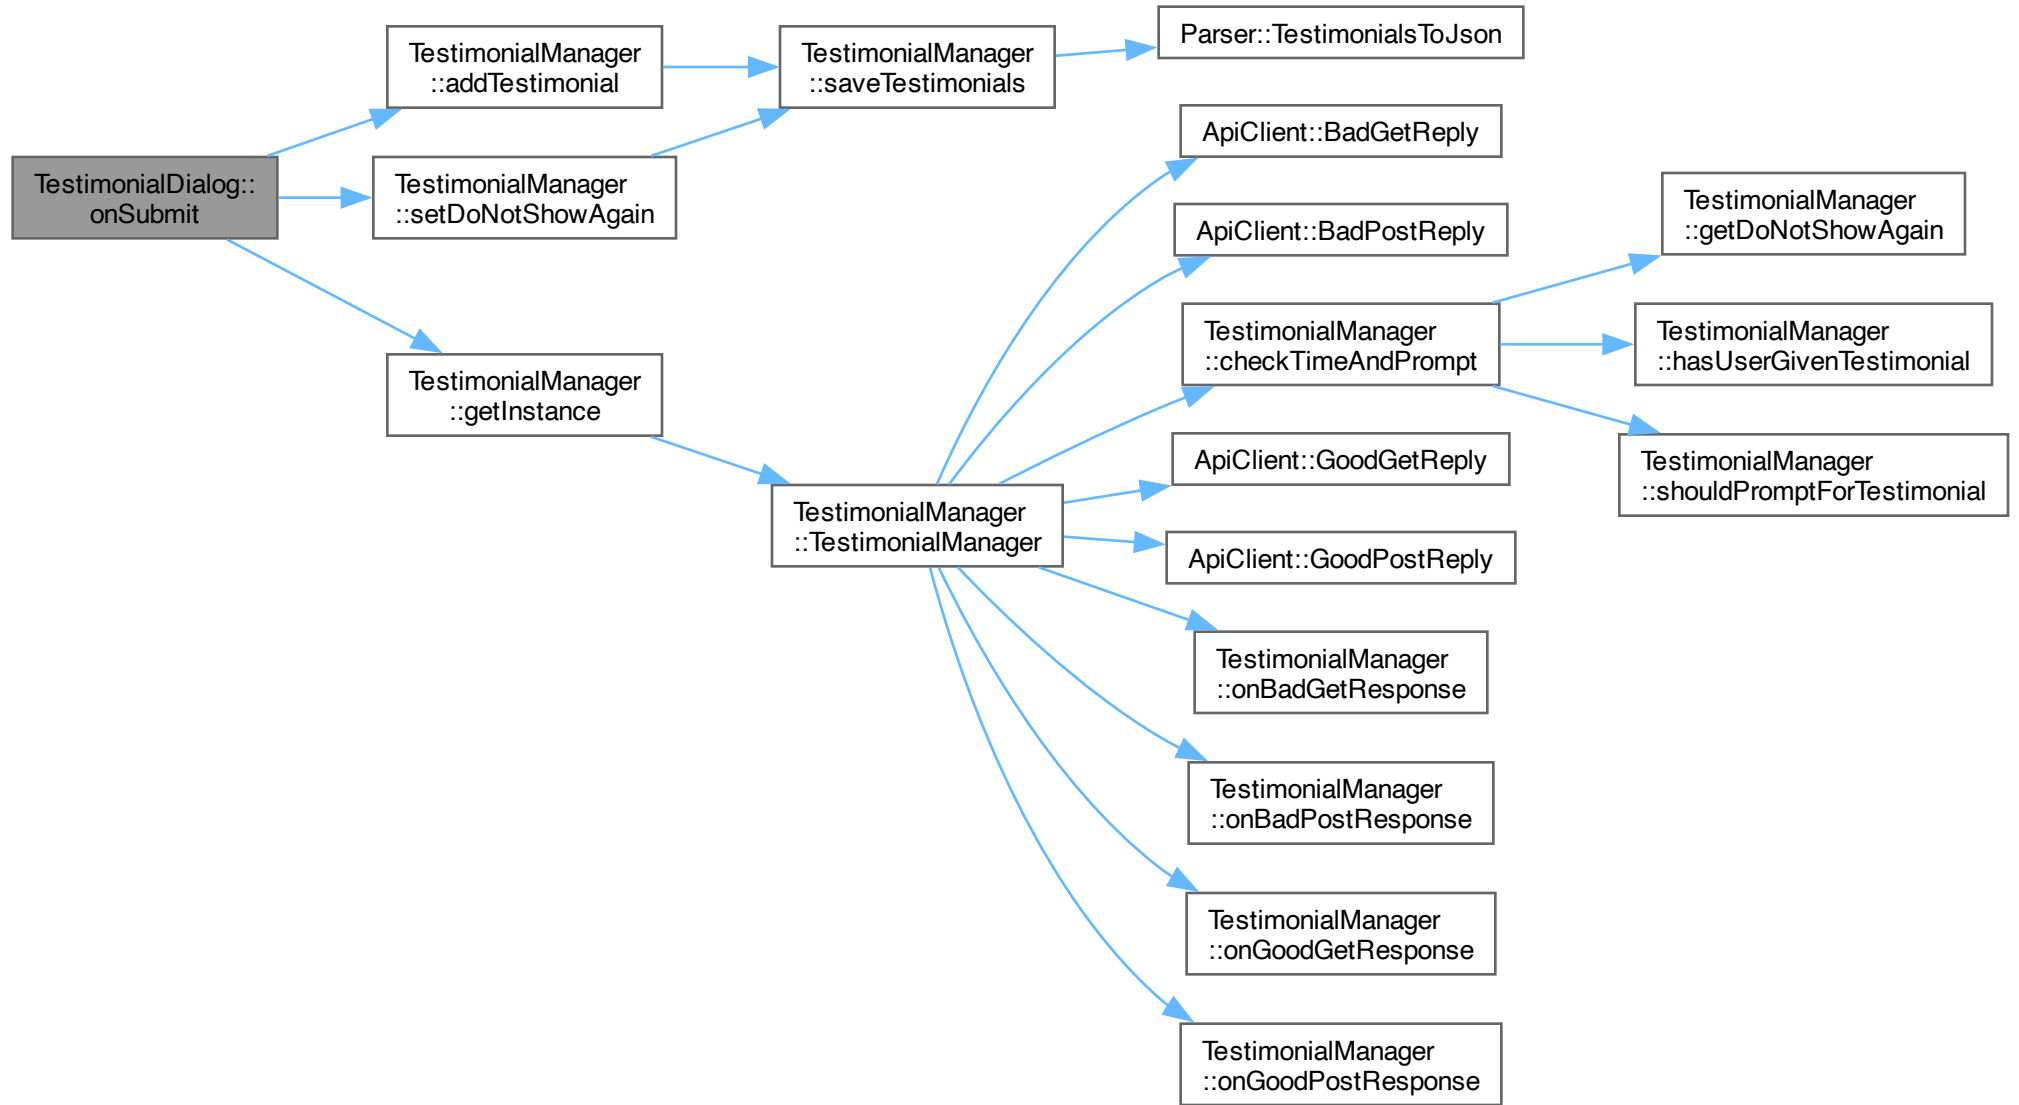 TestimonialDialog::
onSubmit
TestimonialManager
::addTestimonial
TestimonialManager
::setDoNotShowAgain
TestimonialManager
::getInstance
TestimonialManager
::saveTestimonials
TestimonialManager
::TestimonialManager
Parser::TestimonialsToJson
ApiClient::BadGetReply
ApiClient::BadPostReply
TestimonialManager
::checkTimeAndPrompt
ApiClient::GoodGetReply
ApiClient::GoodPostReply
TestimonialManager
::onBadGetResponse
TestimonialManager
::onBadPostResponse
TestimonialManager
::onGoodGetResponse
TestimonialManager
::onGoodPostResponse
TestimonialManager
::getDoNotShowAgain
TestimonialManager
::hasUserGivenTestimonial
TestimonialManager
::shouldPromptForTestimonial